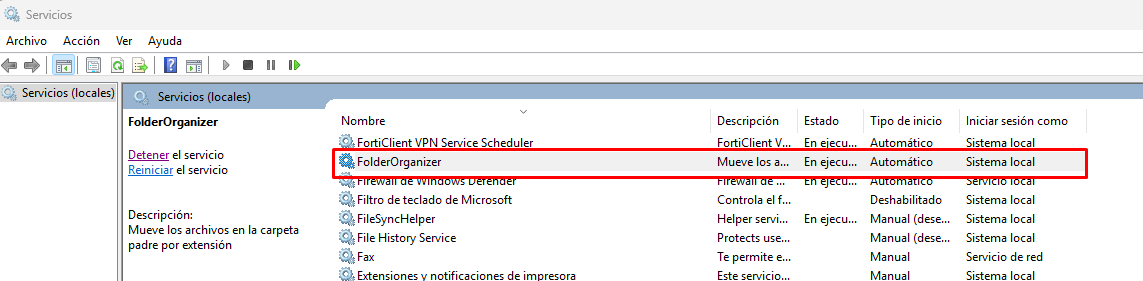 Servicios
Archivo Acción Ver Ayuda
Servicios (locales)
Servicios (locales)
FolderOrganizer
Detener el servicio
Reiniciar el servicio
Descripción:
Mueve los archivos en la carpeta
padre por extensión
Nombre Descripción Estado Tipo de inicio Iniciar sesión como
FortiClient VPN Service Scheduler FortiClient V... En ejecu... Automático Sistema local
FolderOrganizer Mueve los a... En ejecu... Automático Sistema local
Firewall de Windows Defender Firewall de ... En ejecu... Automático Servicio local
Filtro de teclado de Microsoft Controla el f... Deshabilitado Sistema local
FileSyncHelper Helper servi... En ejecu... Manual (dese... Sistema local
File History Service Protects use... Manual (dese... Sistema local
Fax Te permite e... Manual Servicio de red
Extensiones y notificaciones de impresora Este servicio... Manual Sistema local